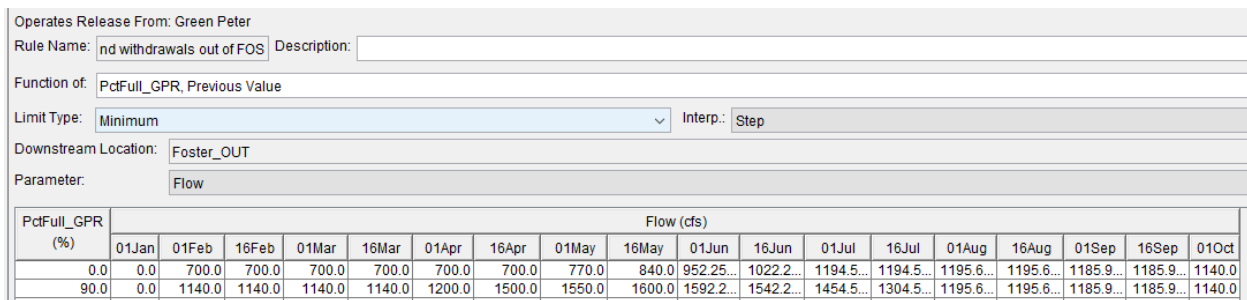 Operates Release From: Green Peter
Rule Name: nd withdrawals out of FOS Description:
Function of: PctFull_GPR, Previous Value
Limit Type: Minimum Interp.: Step
Downstream Location: Foster_OUT
Parameter: Flow
PctFull_GPR Flow (cfs)
(%) 01Jan 01Feb 16Feb 01Mar 16Mar 01Apr 16Apr 01May 16May 01Jun 16Jun 01Jul 16Jul 01Aug 16Aug 01Sep 16Sep 01Oct
0.0 0.0 700.0 700.0 700.0 700.0 700.0 700.0 770.0 840.0 952.25... 1022.2... 1194.5... 1194.5... 1195.6... 1195.6... 1185.9... 1185.9... 1140.0
90.0 0.0 1140.0 1140.0 1140.0 1140.0 1200.0 1500.0 1550.0 1600.0 1592.2... 1542.2... 1454.5... 1304.5... 1195.6... 1195.6... 1185.9... 1185.9... 1140.0